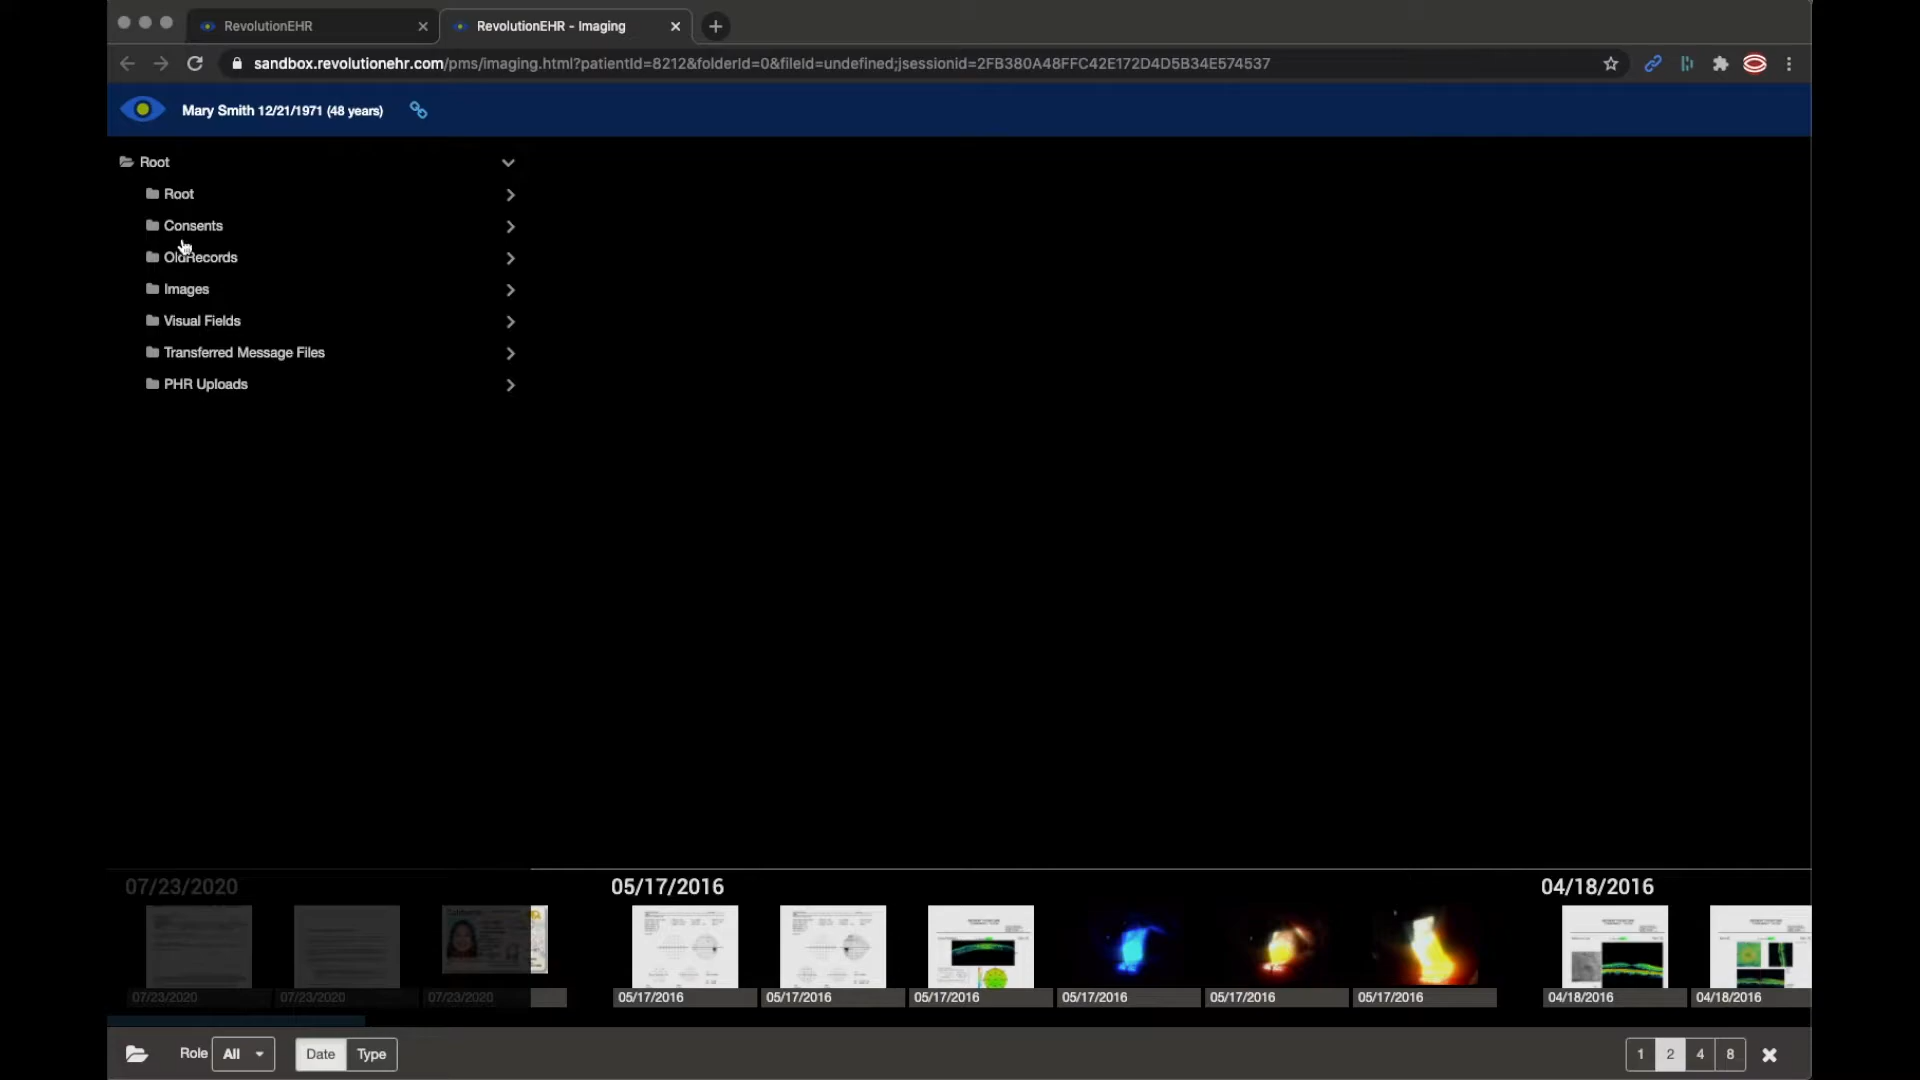 RevolutionEHR
RevolutionEHR - Imaging
sandbox.revolutionehr.com/pms/imaging.html?patientId=8212&folderId=0&fileId=undefined;jsessionid=2FB380A48FFC42E172D4D5B34E574537
Mary Smith 12/21/1971 (48 years)
Root
Root
Consents
OldRecords
Images
Visual Fields
Transferred Message Files
PHR Uploads
07/23/2020 05/17/2016 04/18/2016
07/23/2020 07/23/2020 07/23/2020 05/17/2016 05/17/2016 05/17/2016 05/17/2016 05/17/2016 05/17/2016 04/18/2016 04/18/2016
Role All Date Type 1 2 4 8